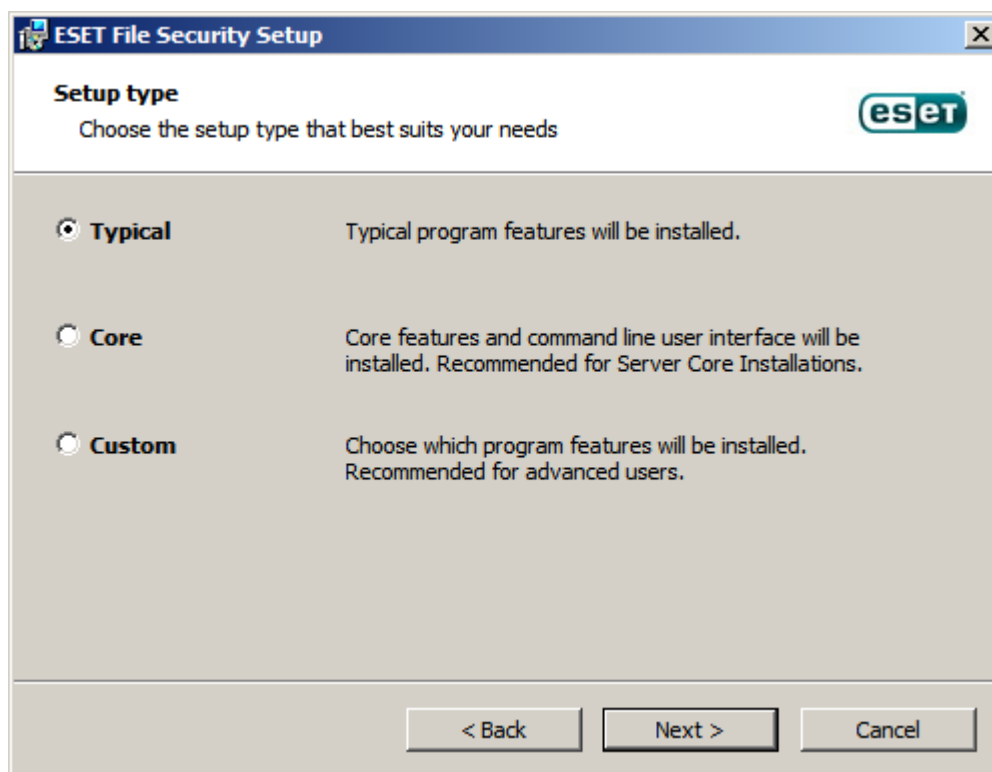 ESET File Security Setup
Setup type
Choose the setup type that best suits your needs
eseT
Typical
Typical program features will be installed.
Core
Core features and command line user interface will be
installed. Recommended for Server Core Installations.
Custom
Choose which program features will be installed.
Recommended for advanced users.
< Back
Next >
Cancel